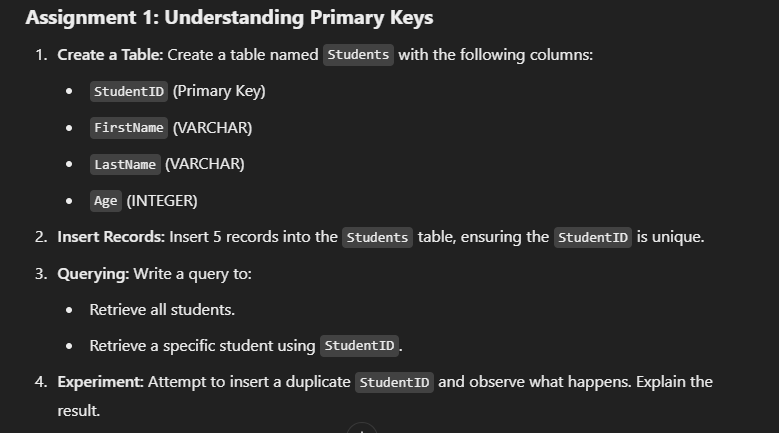 Assignment 1: Understanding Primary Keys
1. Create a Table: Create a table named Students with the following columns:
• StudentID (Primary Key)
• FirstName (VARCHAR)
• LastName (VARCHAR)
• Age (INTEGER)
2. Insert Records: Insert 5 records into the Students table, ensuring the StudentID is unique.
3. Querying: Write a query to:
• Retrieve all students.
• Retrieve a specific student using StudentID.
4. Experiment: Attempt to insert a duplicate StudentID and observe what happens. Explain the
result.